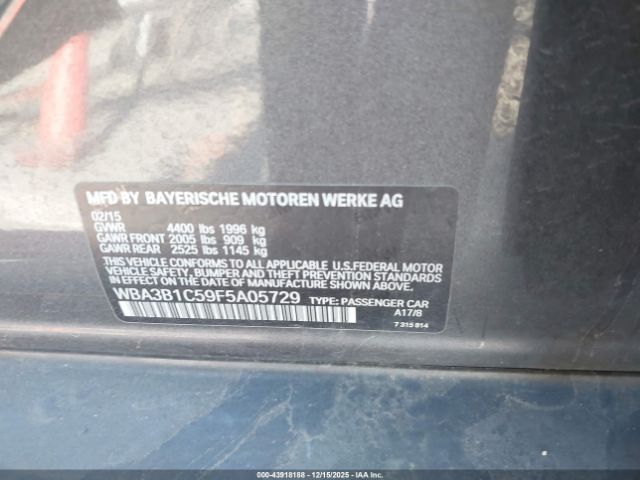 MFD BY BAYERISCHE MOTOREN WERKE AG
02/15
GVWR 4400 lbs 1996 kg
GAWR FRONT 2005 lbs 909 kg
GAWR REAR 2525 lbs 1145 kg
THIS VEHICLE CONFORMS TO ALL APPLICABLE U.S.FEDERAL MOTOR
VEHICLE SAFETY, BUMPER AND THEFT PREVENTION STANDARDS
IN EFFECT ON THE DATE OF MANUFACTURE SHOWN ABOVE.
WBA3B1C59F5A05729 TYPE: PASSENGER CAR
A17/8
7 315 814
000-43918168 - 12/15/2025 - IAAI.COM